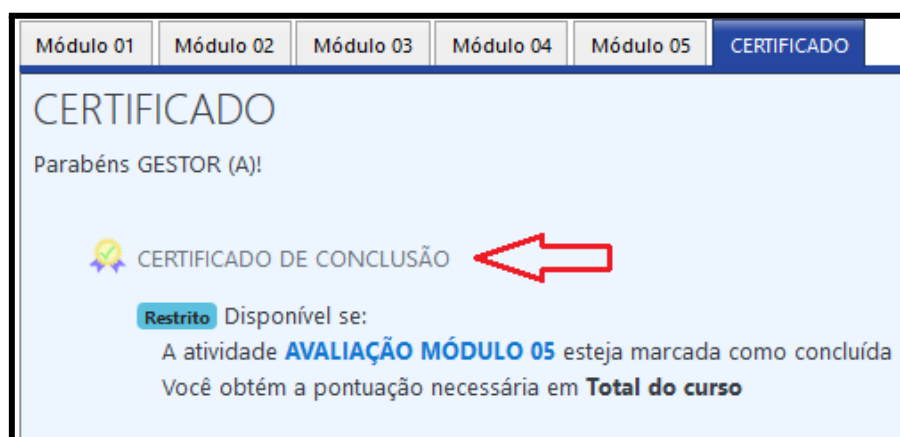 Módulo 01 Módulo 02 Módulo 03 Módulo 04 Módulo 05 CERTIFICADO
CERTIFICADO
Parabéns GESTOR (A)!
CERTIFICADO DE CONCLUSÃO
Restrito Disponível se:
A atividade AVALIAÇÃO MÓDULO 05 esteja marcada como concluída
Você obtém a pontuação necessária em Total do curso